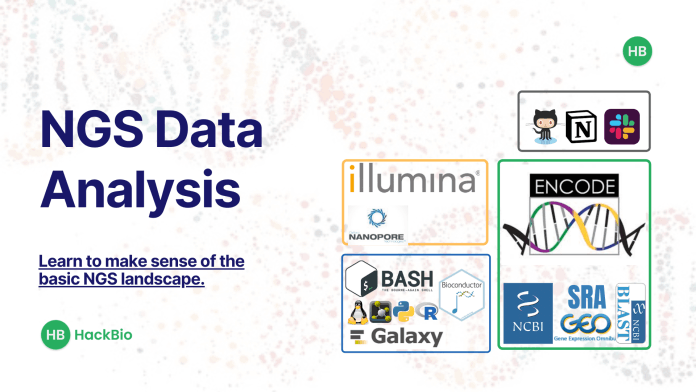 HB
NGS Data
Analysis
Learn to make sense of the
basic NGS landscape.
HB HackBio
N
illumina®
NANOPORE
BASH
THE BOURNE-AGAIN SHELL
Bioconductor
R
Galaxy
ENCODE
NCBI
SRA
GEO
Gene Expression Omnibus
BLAST
NCBI